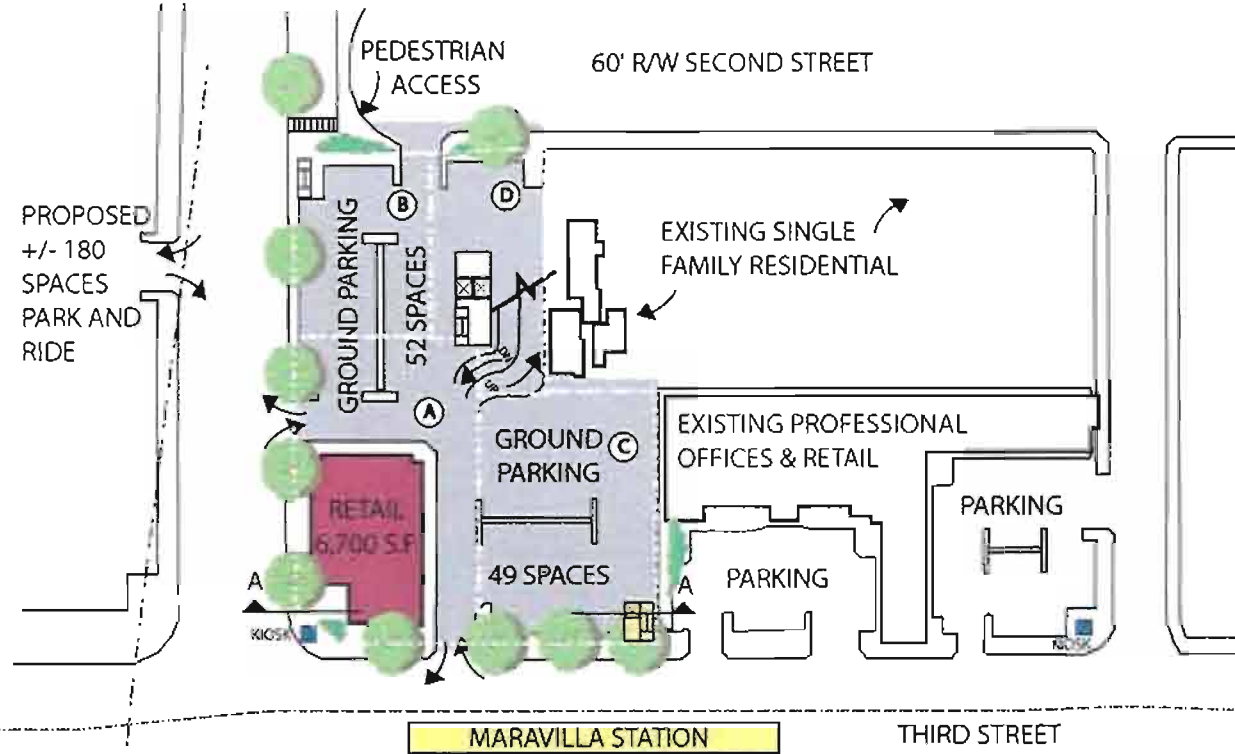 PEDESTRIAN
ACCESS
60' R/W SECOND STREET
PROPOSED
+/- 180
SPACES
PARK AND
RIDE
B
D
GROUND PARKING
52 SPACES
EXISTING SINGLE
FAMILY RESIDENTIAL
DN
UP
A
GROUND
PARKING
C
EXISTING PROFESSIONAL
OFFICES & RETAIL
RETAIL
6,700 S.F
PARKING
49 SPACES
PARKING
A
A
KIOSK
KIOSK
MARAVILLA STATION
THIRD STREET